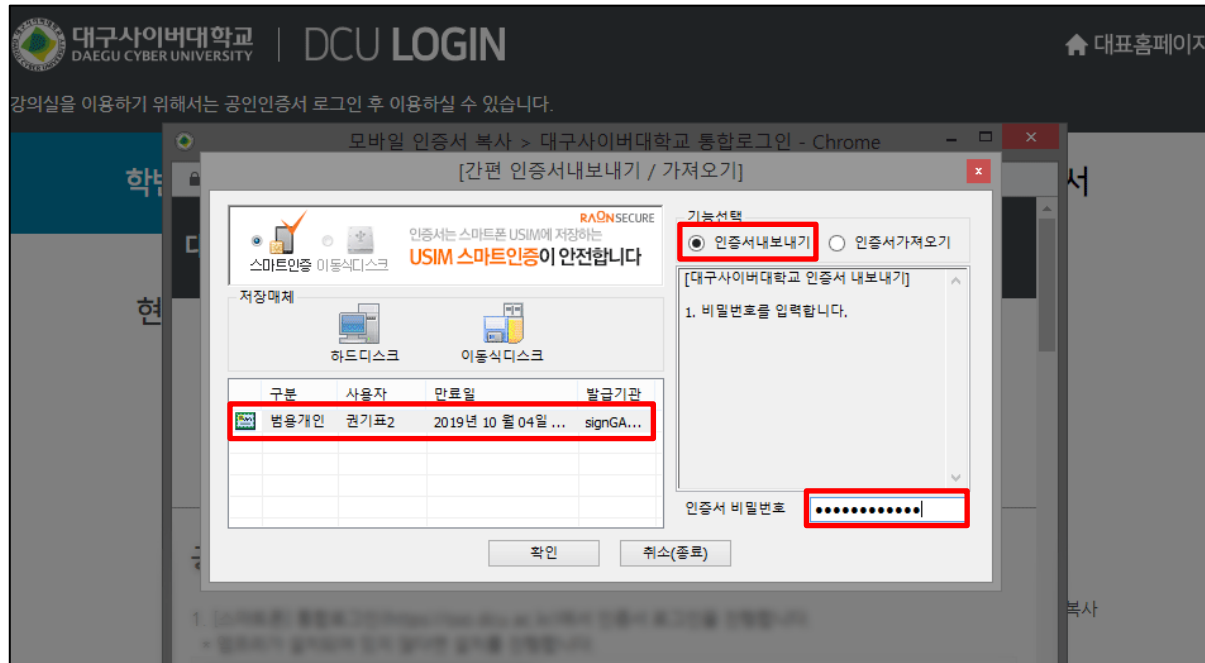 대구사이버대학교
DAEGU CYBER UNIVERSITY
DCU LOGIN
대표홈페이지
강의실을 이용하기 위해서는 공인인증서 로그인 후 이용하실 수 있습니다.
모바일 인증서 복사 > 대구사이버대학교 통합로그인 - Chrome
[간편 인증서내보내기 / 가져오기]
학번
서
현
RAONSECURE
인증서는 스마트폰 USIM에 저장하는
USIM 스마트인증이 안전합니다
스마트인증 이동식디스크
저장매체
하드디스크 이동식디스크
구분 사용자 만료일 발급기관
범용개인 권기표2 2019년 10 월 04일 ... signGA...
기능선택
인증서내보내기 인증서가져오기
[대구사이버대학교 인증서 내보내기]
1. 비밀번호를 입력합니다.
인증서 비밀번호 ●●●●●●●●●●●●
확인 취소(종료)
복사